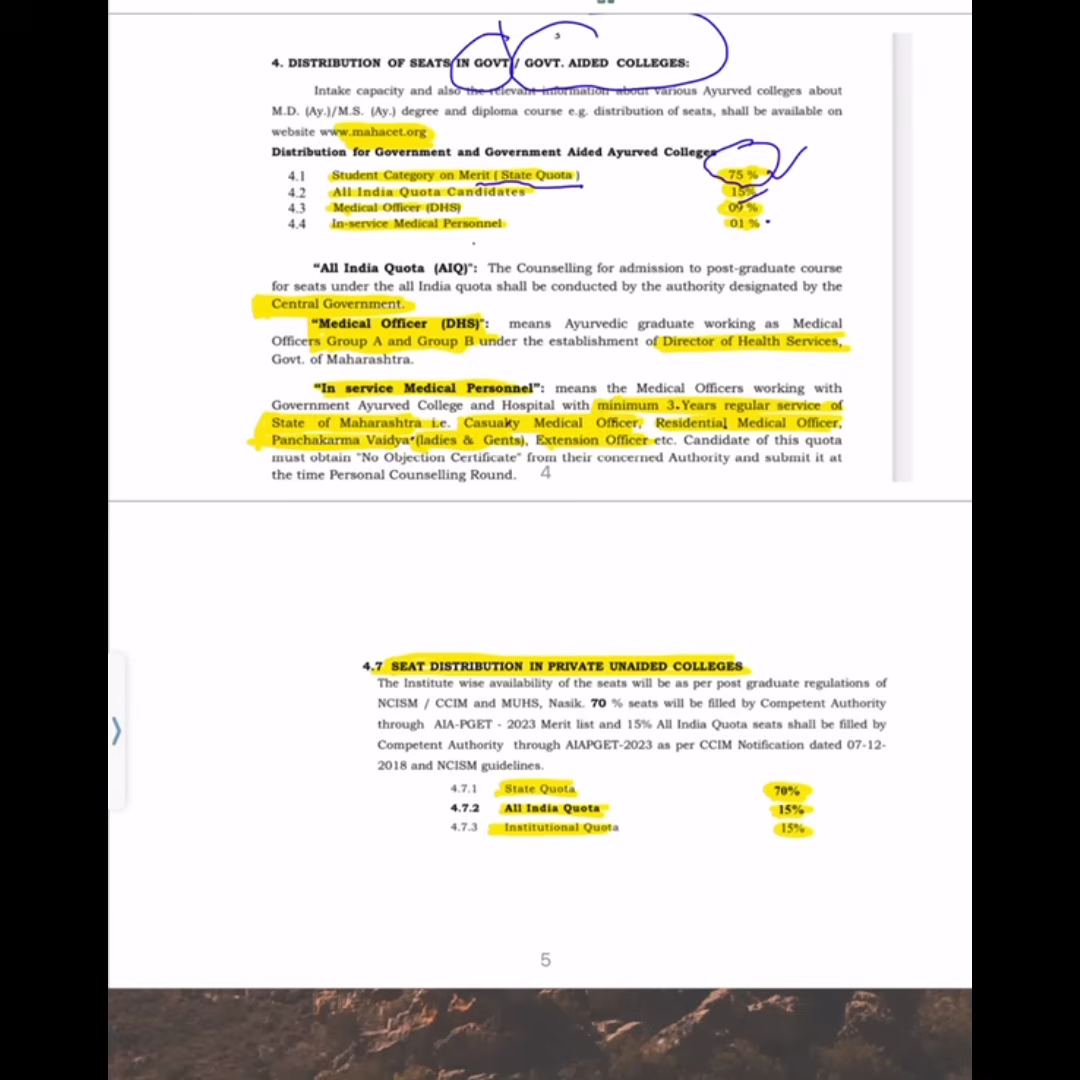 4. DISTRIBUTION OF SEATS IN GOVT/ GOVT. AIDED COLLEGES:
Intake capacity and also the relevant information about various Ayurved colleges about
M.D. (Ay.)/M.S. (Ay.) degree and diploma course e.g. distribution of seats, shall be available on
website www.mahacet.org
Distribution for Government and Government Aided Ayurved Colleges
4.1 Student Category on Merit ( State Quota ) 75 %
4.2 All India Quota Candidates 15%
4.3 Medical Officer (DHS) 09 %
4.4 In-service Medical Personnel 01 %
“All India Quota (AIQ)": The Counselling for admission to post-graduate course
for seats under the all India quota shall be conducted by the authority designated by the
Central Government.
“Medical Officer (DHS)": means Ayurvedic graduate working as Medical
Officers Group A and Group B under the establishment of Director of Health Services,
Govt. of Maharashtra.
“In service Medical Personnel”: means the Medical Officers working with
Government Ayurved College and Hospital with minimum 3 Years regular service of
State of Maharashtra i.e. Casualty Medical Officer, Residential Medical Officer,
Panchakarma Vaidya (ladies & Gents), Extension Officer etc. Candidate of this quota
must obtain "No Objection Certificate" from their concerned Authority and submit it at
the time Personal Counselling Round.
4
4.7 SEAT DISTRIBUTION IN PRIVATE UNAIDED COLLEGES
The Institute wise availability of the seats will be as per post graduate regulations of
NCISM / CCIM and MUHS, Nasik. 70 % seats will be filled by Competent Authority
through AIA-PGET - 2023 Merit list and 15% All India Quota seats shall be filled by
Competent Authority through AIAPGET-2023 as per CCIM Notification dated 07-12-
2018 and NCISM guidelines.
4.7.1 State Quota 70%
4.7.2 All India Quota 15%
4.7.3 Institutional Quota 15%
5